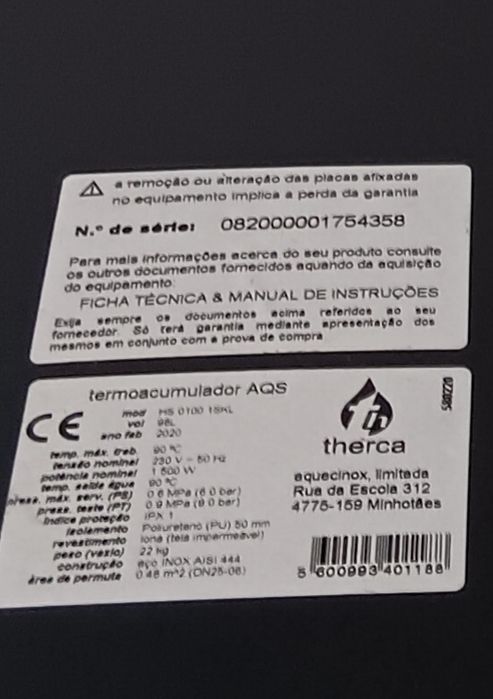 a remoção ou alteração das placas afixadas
no equipamento implica a perda da garantia
N.º de série: 082000001754358
Para mais informações acerca do seu produto consulte
os outros documentos fornecidos aquando da aquisição
do equipamento:
FICHA TÉCNICA & MANUAL DE INSTRUÇÕES
Exija sempre os documentos acima referidos ao seu
fornecedor. Só terá garantia mediante apresentação dos
mesmos em conjunto com a prova de compra
termoacumulador AQS
CE
mod HS 0100 1SXL
vol 98L
ano fab 2020
temp. máx. trab. 90 ºC
tensão nominal 230 V ~ 50 Hz
potência nominal 1 500 W
temp. saída água 90 ºC
press. máx. serv. (PS) 0.6 MPa (6.0 bar)
press. teste (PT) 0.9 MPa (9.0 bar)
índice proteção IPX 1
isolamento Poliuretano (PU) 50 mm
revestimento lona (tela impermeável)
peso (vazio) 22 kg
construção aço INOX AISI 444
área de permuta 0.48 m^2 (DN25-06)
therca
aquecinox, limitada
Rua da Escola 312
4775-159 Minhotães
580220
5 600993 401188